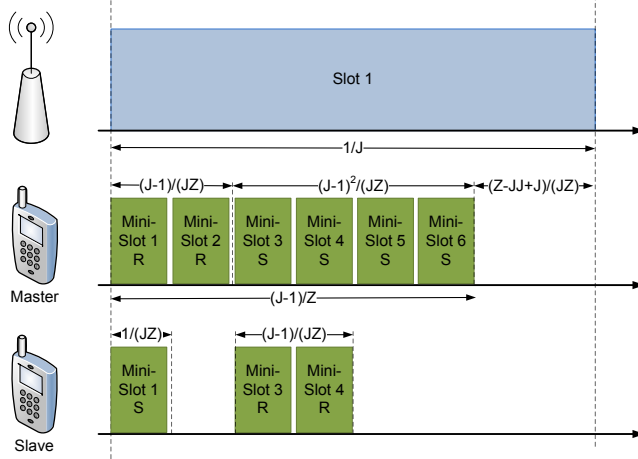 Slot 1
1/J
(J-1)/(JZ)
(J-1)²/(JZ)
(Z-JJ+J)/(JZ)
Mini-
Slot 1
R
Mini-
Slot 2
R
Mini-
Slot 3
S
Mini-
Slot 4
S
Mini-
Slot 5
S
Mini-
Slot 6
S
Master
(J-1)/Z
1/(JZ)
(J-1)/(JZ)
Mini-
Slot 1
S
Mini-
Slot 3
R
Mini-
Slot 4
R
Slave